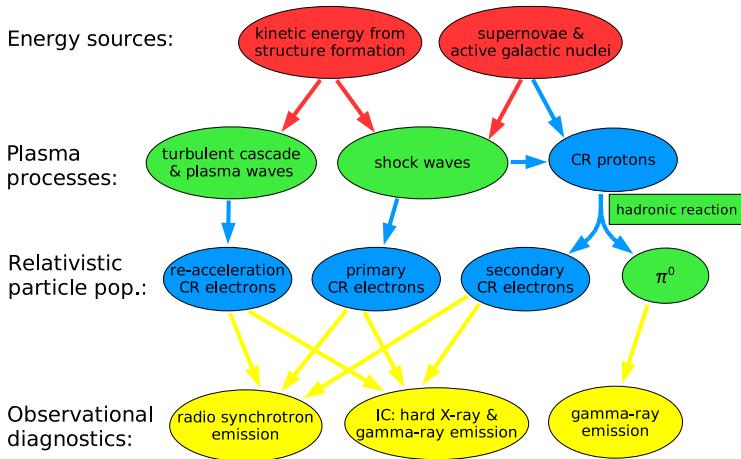 Energy sources:
kinetic energy from
structure formation
supernovae &
active galactic nuclei
Plasma
processes:
turbulent cascade
& plasma waves
shock waves
CR protons
hadronic reaction
Relativistic
particle pop.:
re-acceleration
CR electrons
primary
CR electrons
secondary
CR electrons
π⁰
Observational
diagnostics:
radio synchrotron
emission
IC: hard X-ray &
gamma-ray emission
gamma-ray
emission